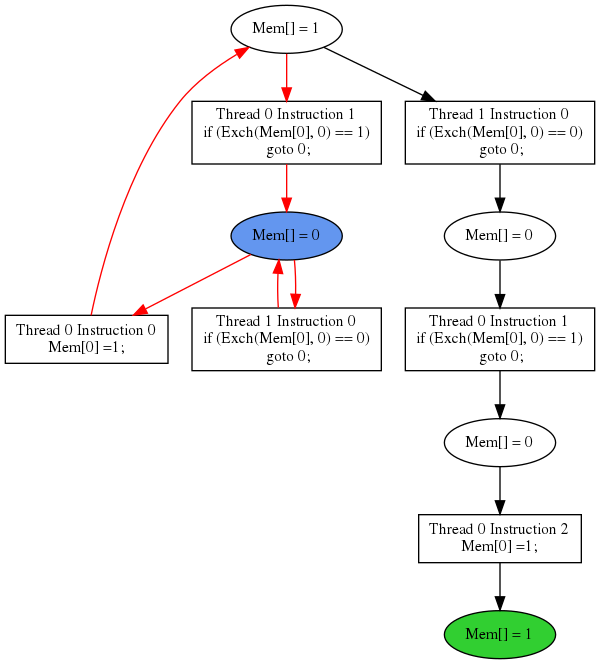 Mem[] = 1
Thread 0 Instruction 1
if (Exch(Mem[0], 0) == 1)
goto 0;
Thread 1 Instruction 0
if (Exch(Mem[0], 0) == 0)
goto 0;
Mem[] = 0
Mem[] = 0
Thread 0 Instruction 0
Mem[0] =1;
Thread 1 Instruction 0
if (Exch(Mem[0], 0) == 0)
goto 0;
Thread 0 Instruction 1
if (Exch(Mem[0], 0) == 1)
goto 0;
Mem[] = 0
Thread 0 Instruction 2
Mem[0] =1;
Mem[] = 1